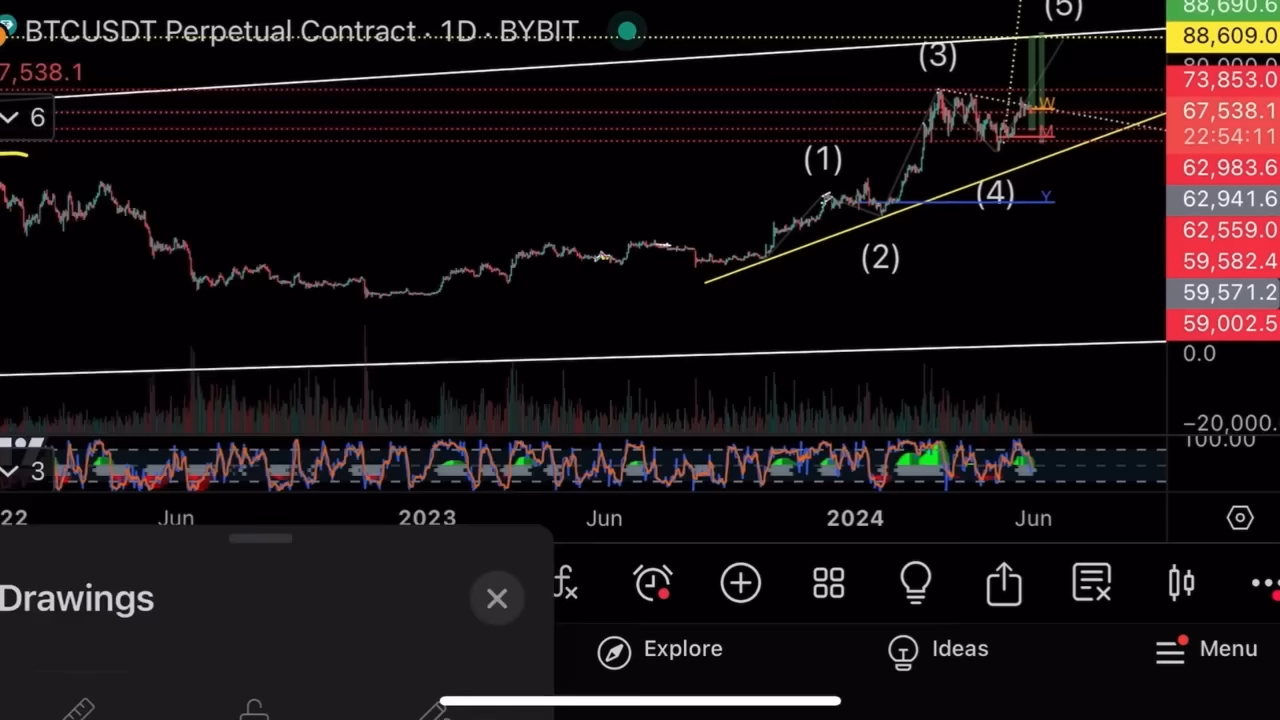 BTCUSDT Perpetual Contract · 1D · BYBIT
(5)
88,690.6
88,609.0
7,538.1
(3)
73,853.0
W
67,538.1
6
M
22:54:11
(1)
62,983.6
(4)
Y
62,941.6
62,559.0
(2)
59,582.4
59,571.2
59,002.5
0.0
−20,000.
100.00
3
22
Jun
2023
Jun
2024
Jun
Drawings
Explore
Ideas
Menu